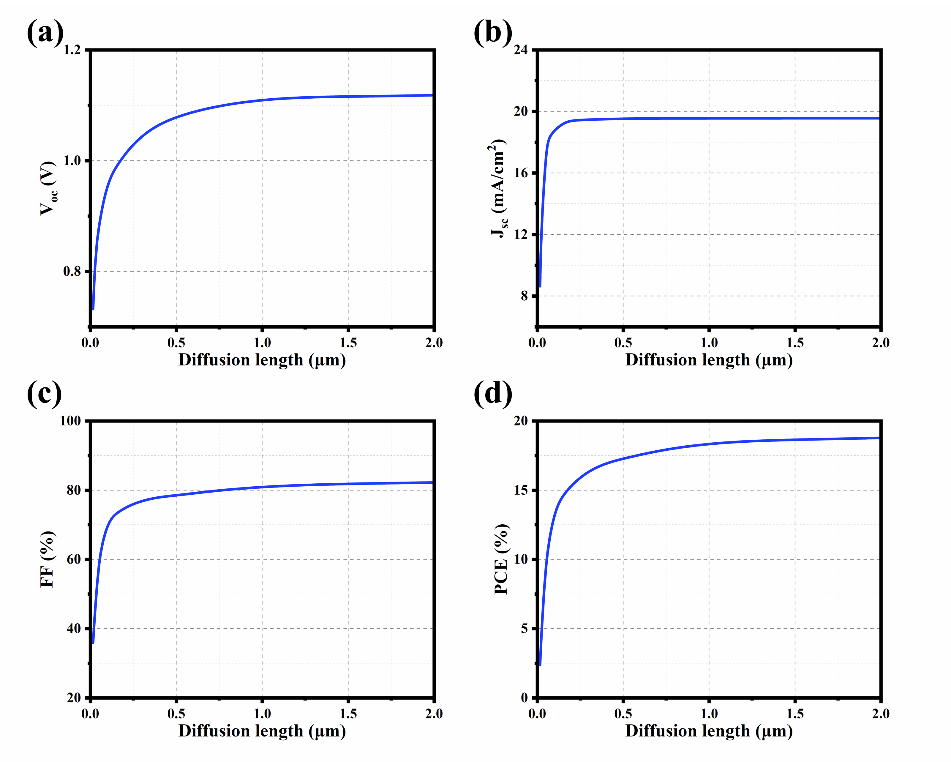 (a)
1.2
1.0
0.8
V_oc (V)
0.0 0.5 1.0 1.5 2.0
Diffusion length (μm)
(b)
24
20
16
12
8
J_sc (mA/cm²)
0.0 0.5 1.0 1.5 2.0
Diffusion length (μm)
(c)
100
80
60
40
20
FF (%)
0.0 0.5 1.0 1.5 2.0
Diffusion length (μm)
(d)
20
15
10
5
0
PCE (%)
0.0 0.5 1.0 1.5 2.0
Diffusion length (μm)